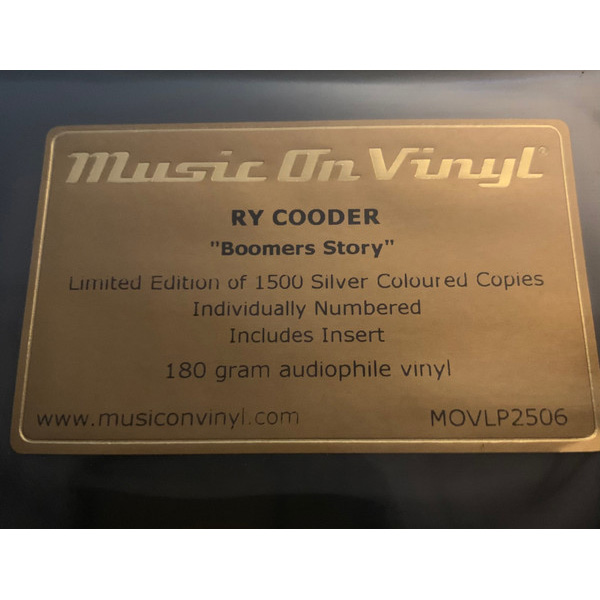 Music On Vinyl®
RY COODER
"Boomers Story"
Limited Edition of 1500 Silver Coloured Copies
Individually Numbered
Includes Insert
180 gram audiophile vinyl
www.musiconvinyl.com
MOVLP2506